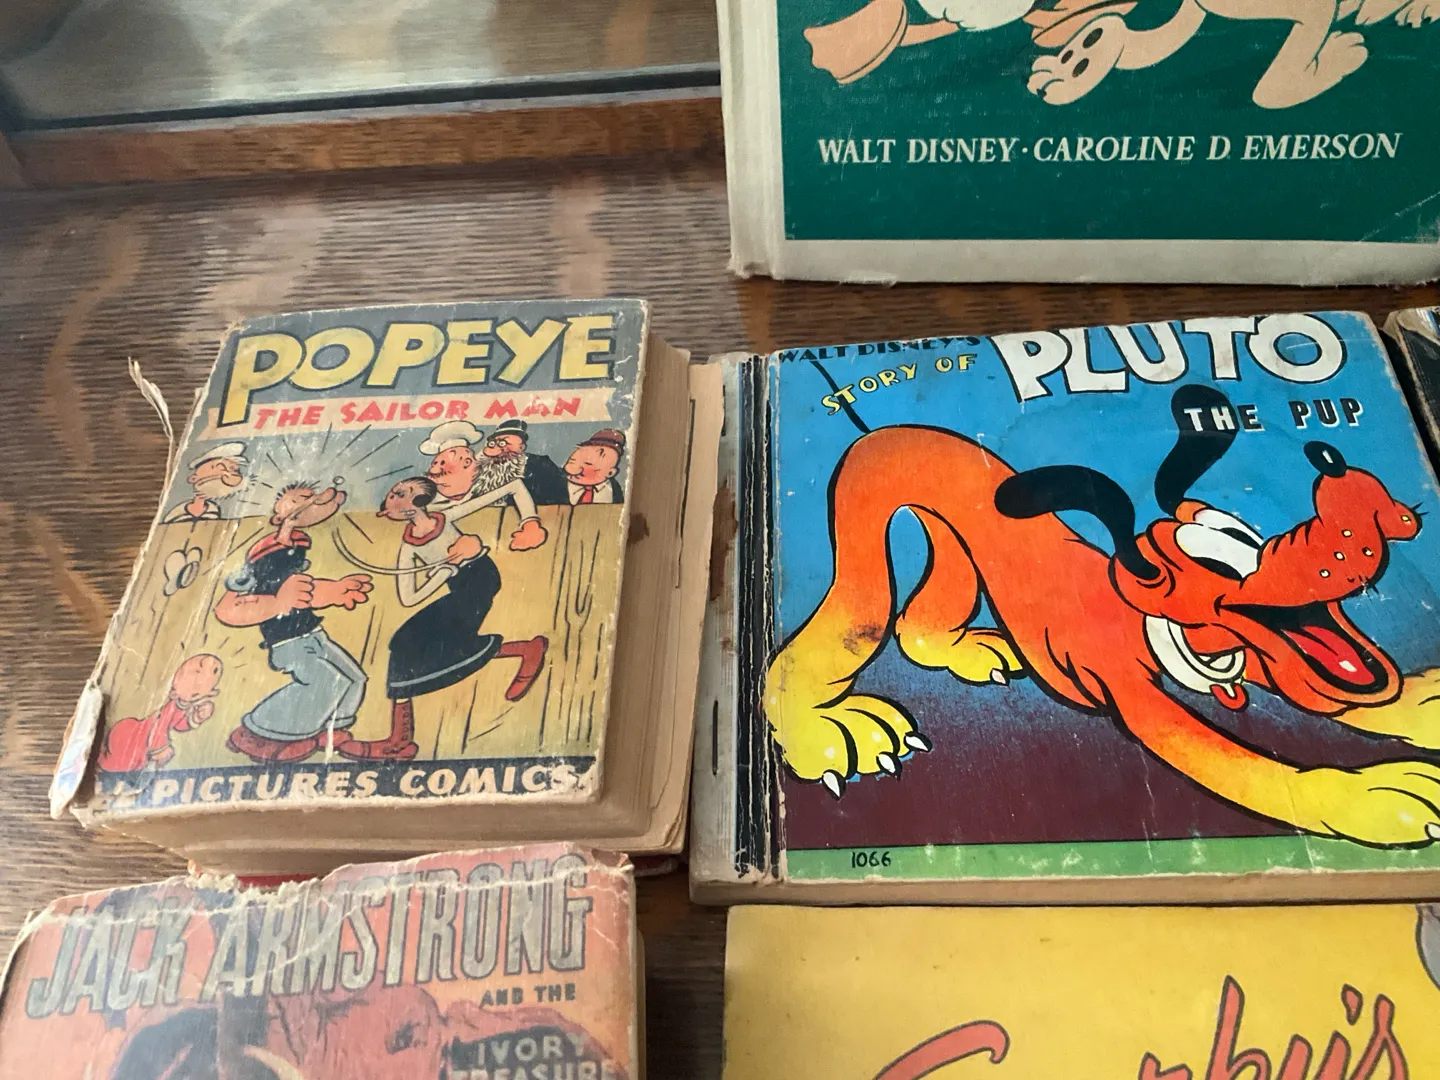 WALT DISNEY · CAROLINE D EMERSON
POPEYE
THE SAILOR MAN
PICTURES COMICS
WALT DISNEY'S
STORY OF
PLUTO
THE PUP
1066
JACK ARMSTRONG
AND THE
IVORY
TREASURE